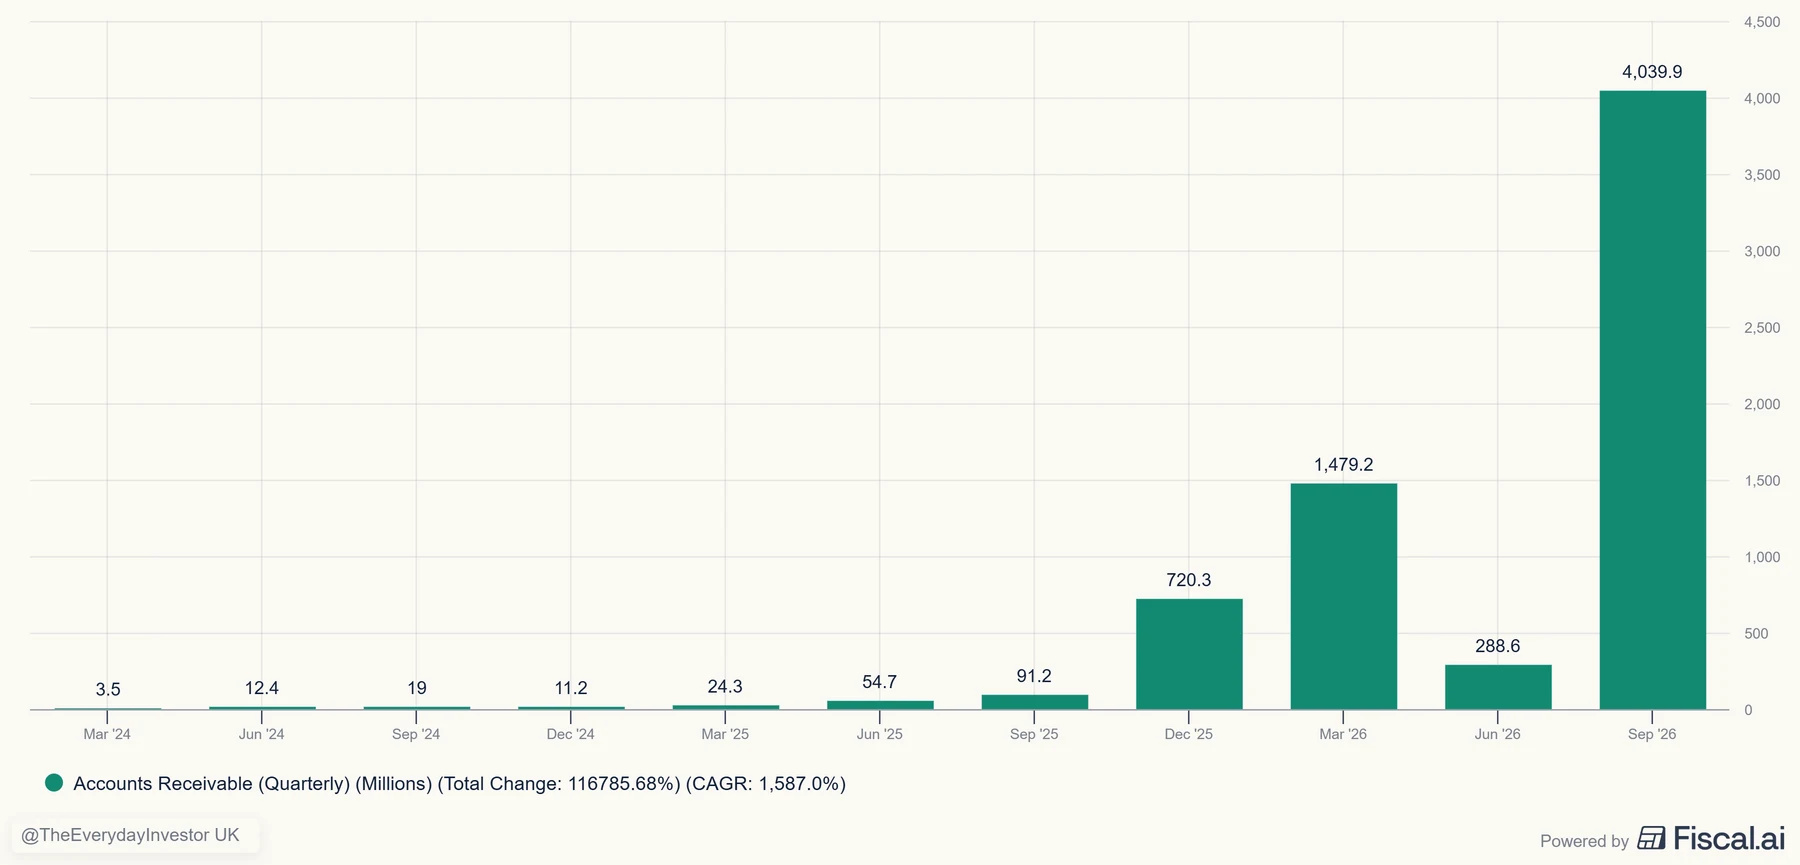 4,500
4,039.9
4,000
3,500
3,000
2,500
2,000
1,479.2
1,500
1,000
720.3
288.6
500
3.5 12.4 19 11.2 24.3 54.7 91.2
0
Mar '24 Jun '24 Sep '24 Dec '24 Mar '25 Jun '25 Sep '25 Dec '25 Mar '26 Jun '26 Sep '26
Accounts Receivable (Quarterly) (Millions) (Total Change: 116785.68%) (CAGR: 1,587.0%)
@TheEverydayInvestor UK
Powered by Fiscal.ai